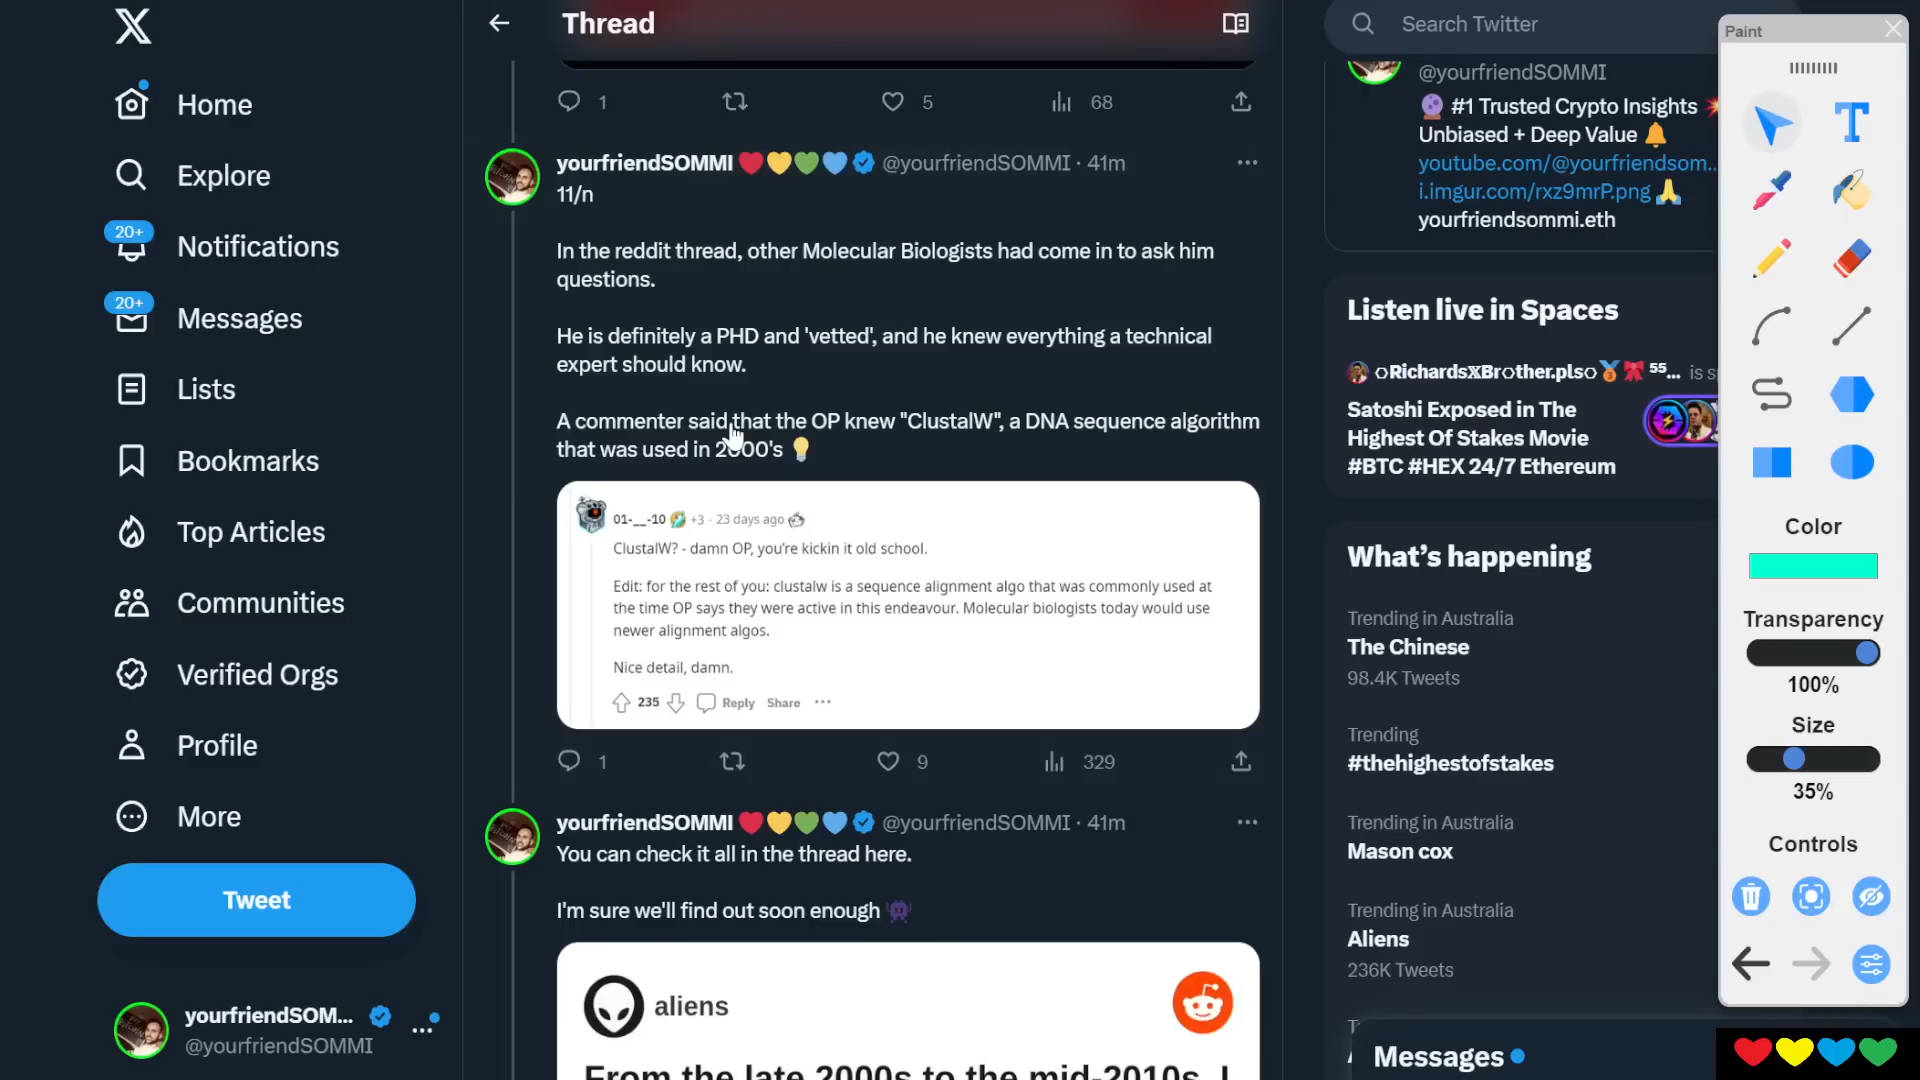 Home
Explore
20+
Notifications
20+
Messages
Lists
Bookmarks
Top Articles
Communities
Verified Orgs
Profile
More
Tweet
yourfriendSOM...
@yourfriendSOMMI
Thread
1
5
68
yourfriendSOMMI ❤️💛💚💙 @yourfriendSOMMI · 41m
11/n
In the reddit thread, other Molecular Biologists had come in to ask him
questions.
He is definitely a PHD and 'vetted', and he knew everything a technical
expert should know.
A commenter said that the OP knew "ClustalW", a DNA sequence algorithm
that was used in 2000's 💡
01-__-10 +3 · 23 days ago
ClustalW? - damn OP, you're kickin it old school.
Edit: for the rest of you: clustalw is a sequence alignment algo that was commonly used at
the time OP says they were active in this endeavour. Molecular biologists today would use
newer alignment algos.
Nice detail, damn.
235 Reply Share ...
1
9
329
yourfriendSOMMI ❤️💛💚💙 @yourfriendSOMMI · 41m
You can check it all in the thread here.
I'm sure we'll find out soon enough 👾
aliens
From the late 2000s to the mid-2010s, I
Search Twitter
@yourfriendSOMMI
🔮 #1 Trusted Crypto Insights 💥
Unbiased + Deep Value 🔔
youtube.com/@yourfriendsom...
i.imgur.com/rxz9mrP.png 🙏
yourfriendsommi.eth
Listen live in Spaces
RichardsXBrother.pls 55... is s
Satoshi Exposed in The
Highest Of Stakes Movie
#BTC #HEX 24/7 Ethereum
What's happening
Trending in Australia
The Chinese
98.4K Tweets
Trending
#thehighestofstakes
Trending in Australia
Mason cox
Trending in Australia
Aliens
236K Tweets
Messages
Paint
T
Color
Transparency
100%
Size
35%
Controls